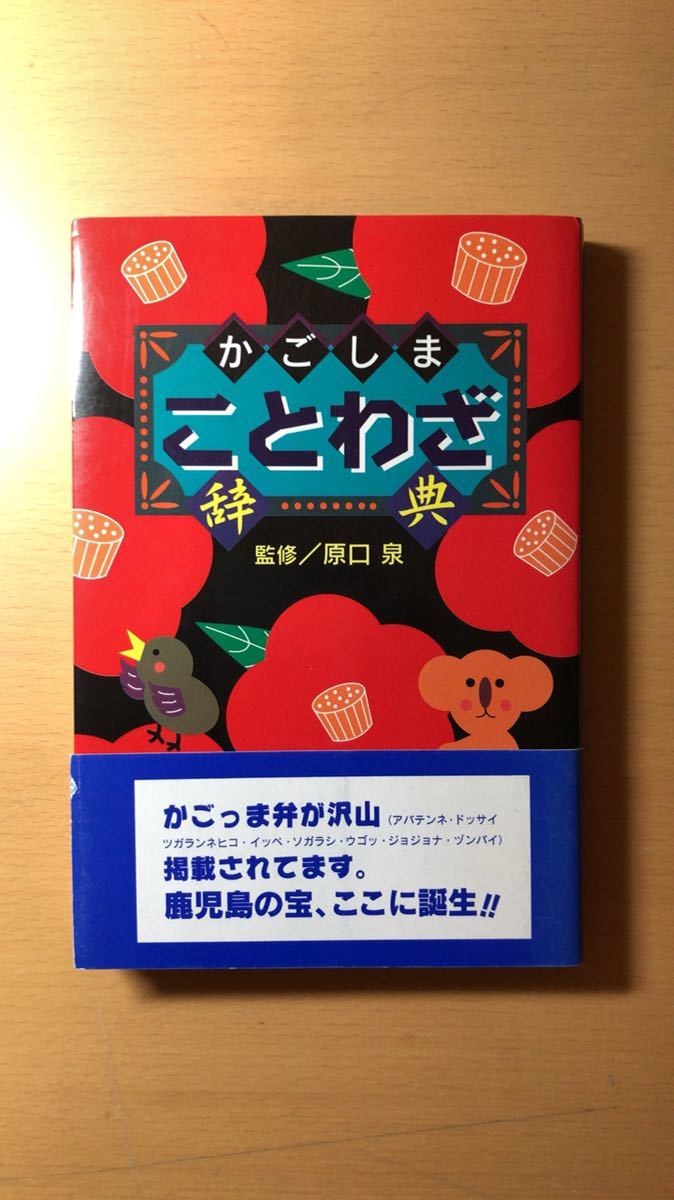 かごしま
ことわざ
辞典
監修／原口 泉
かごっま弁が沢山（アバテンネ・ドッサイ
ツガランネヒコ・イッペ・ソガラシ・ウゴッ・ジョジョナ・ヅンバイ）
掲載されてます。
鹿児島の宝、ここに誕生!!